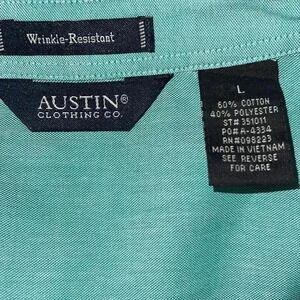 Wrinkle-Resistant
AUSTIN®
CLOTHING CO.
L
60% COTTON
40% POLYESTER
ST# 351011
PO# A-4334
RN# 098223
MADE IN VIETNAM
SEE REVERSE
FOR CARE